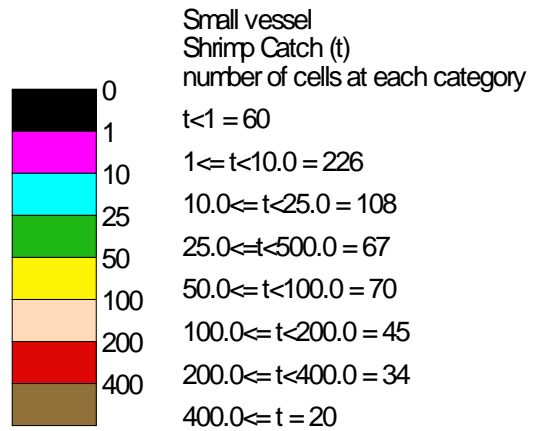 Small vessel
Shrimp Catch (t)
number of cells at each category
0
t<1 = 60
1
1<= t<10.0 = 226
10
10.0<= t<25.0 = 108
25
25.0<=t<500.0 = 67
50
50.0<= t<100.0 = 70
100
100.0<= t<200.0 = 45
200
200.0<= t<400.0 = 34
400
400.0<= t = 20